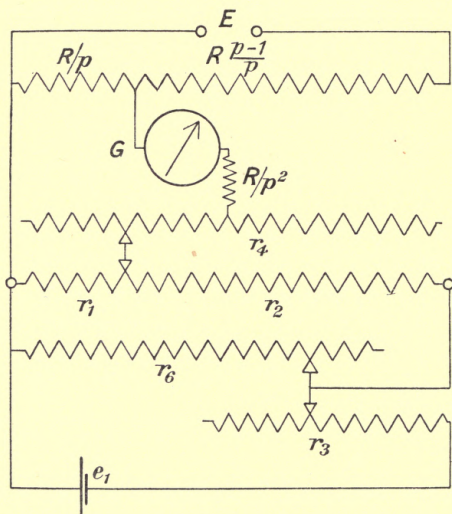 E
R/p R p-1/p
G
R/p²
r₄
r₁ r₂
r₆
r₃
e₁